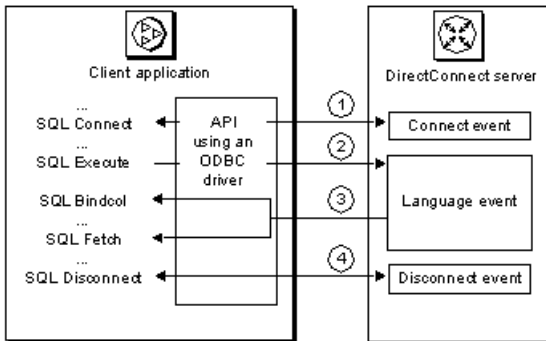 Client application
DirectConnect server
...
SQL Connect
API
using an
ODBC
driver
1
Connect event
...
SQL Execute
2
Language event
SQL Bindcol
3
...
SQL Fetch
...
SQL Disconnect
4
Disconnect event